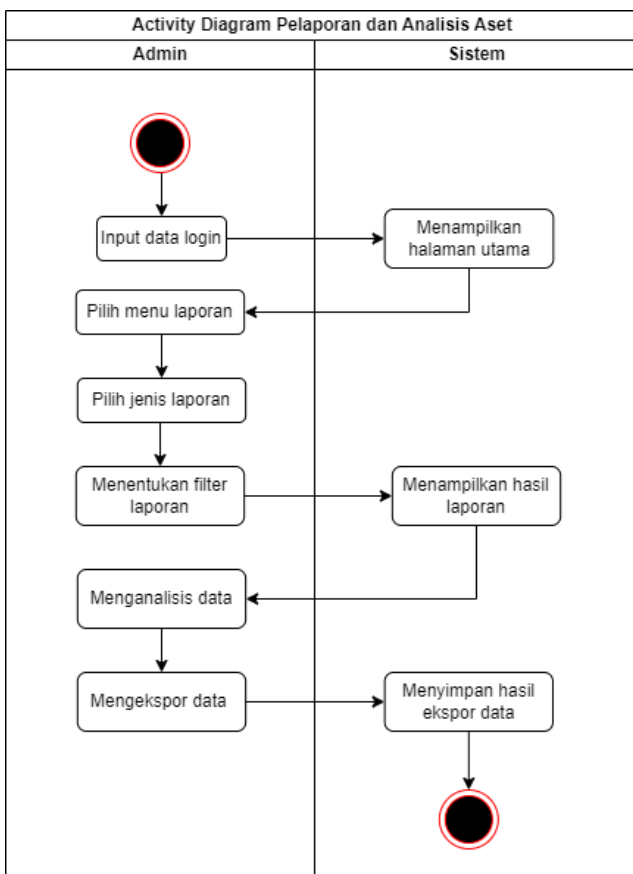 Activity Diagram Pelaporan dan Analisis Aset
Admin
Sistem
Input data login
Menampilkan
halaman utama
Pilih menu laporan
Pilih jenis laporan
Menentukan filter
laporan
Menampilkan hasil
laporan
Menganalisis data
Mengekspor data
Menyimpan hasil
ekspor data